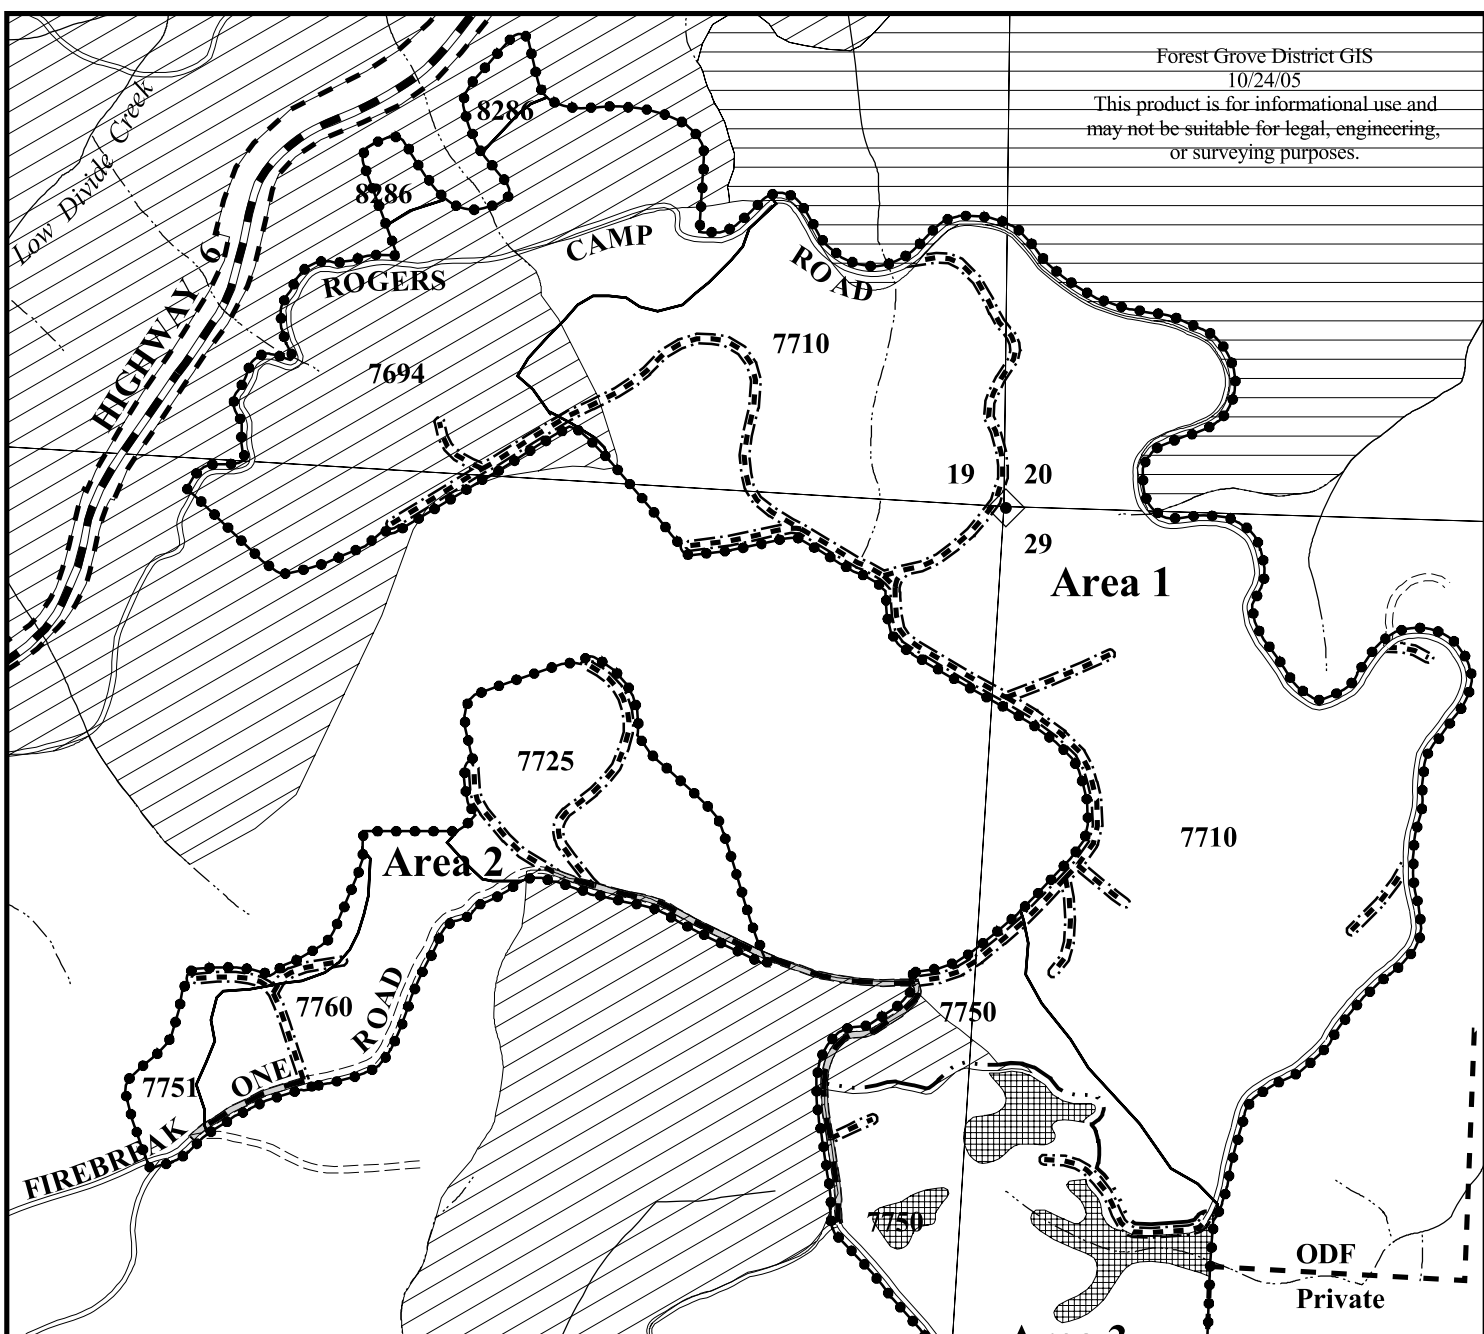 Forest Grove District GIS
10/24/05
This product is for informational use and
may not be suitable for legal, engineering,
or surveying purposes.
8286
8286
Low Divide Creek
HIGHWAY 6
ROGERS CAMP ROAD
7694
7710
19
20
29
Area 1
7725
7710
Area 2
7760
7750
7751
FIREBREAK ONE ROAD
7750
ODF
Private
Area 3